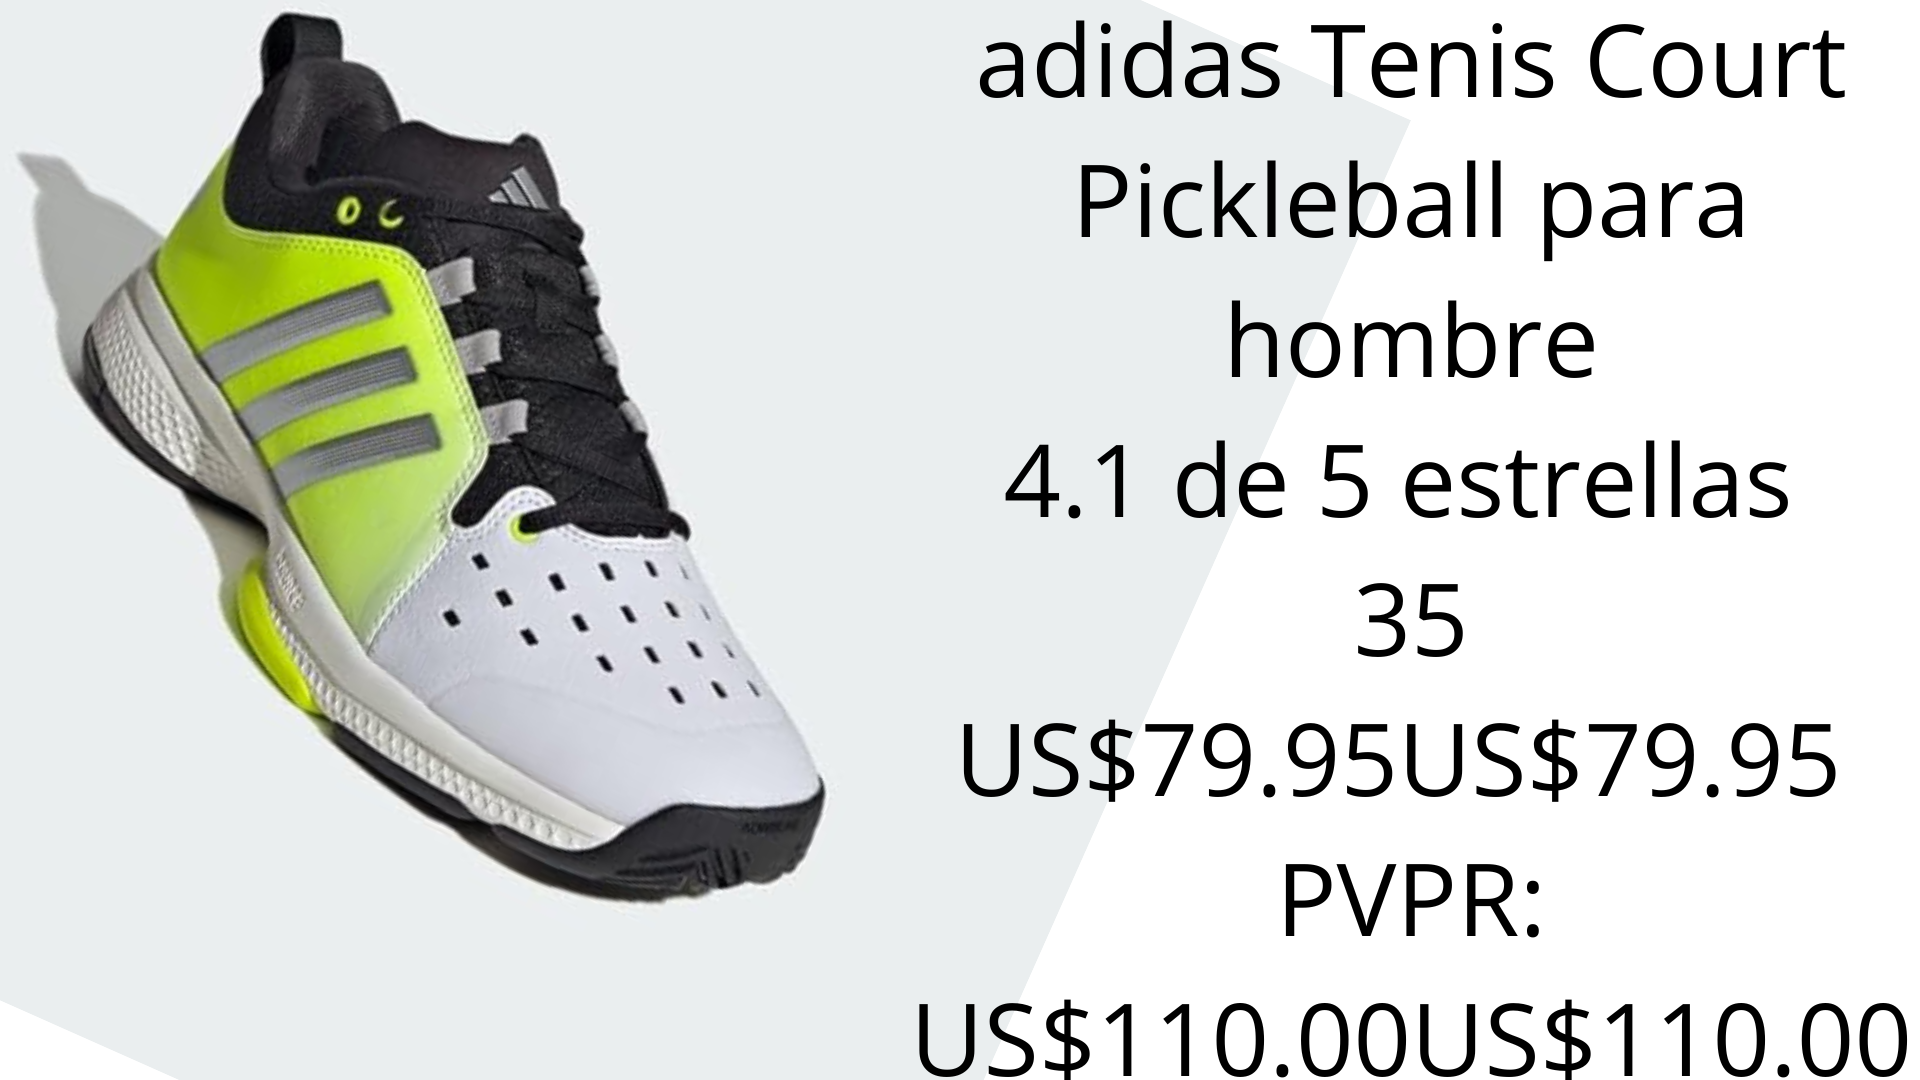 adidas Tenis Court
Pickleball para
hombre
4.1 de 5 estrellas
35
US$79.95US$79.95
PVPR:
US$110.00US$110.00